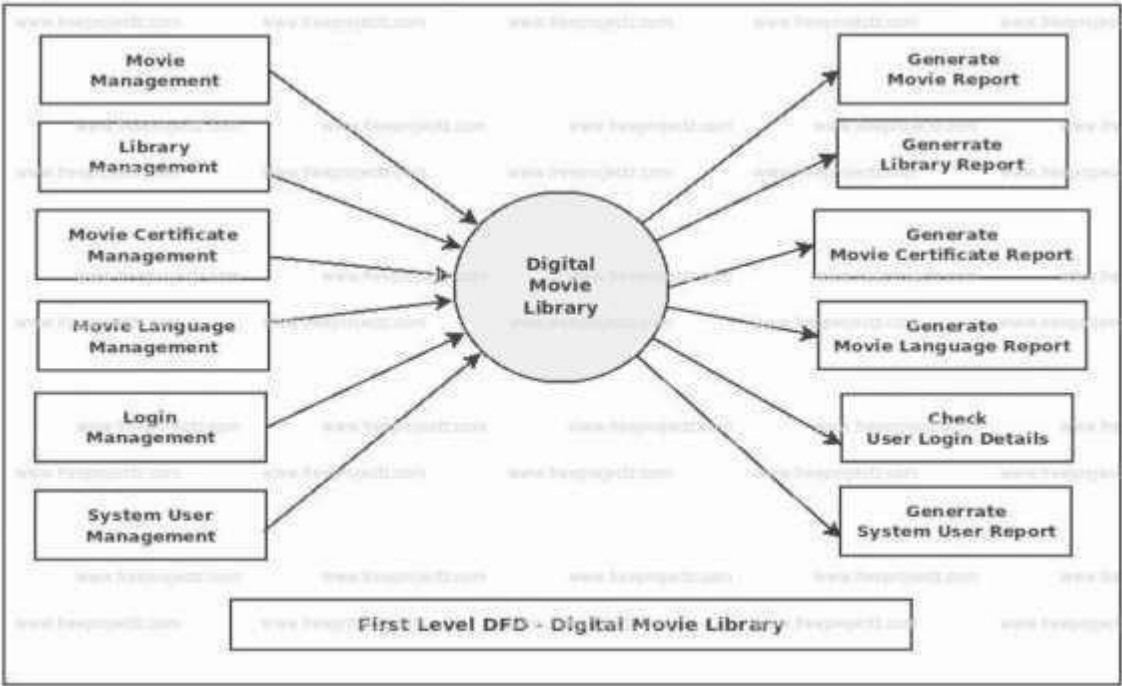 Movie
Management
Library
Management
Movie Certificate
Management
Movie Language
Management
Login
Management
System User
Management
Digital
Movie
Library
Generate
Movie Report
Generrate
Library Report
Generate
Movie Certificate Report
Generate
Movie Language Report
Check
User Login Details
Generrate
System User Report
First Level DFD - Digital Movie Library